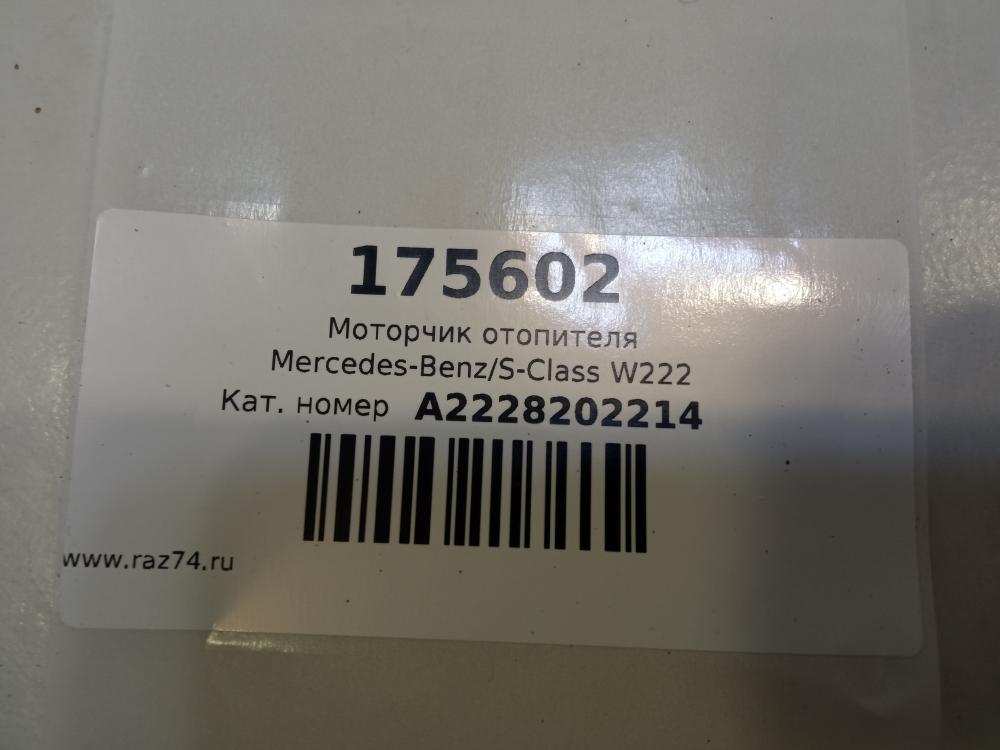 175602
Моторчик отопителя
Mercedes-Benz/S-Class W222
Кат. номер A2228202214
www.raz74.ru